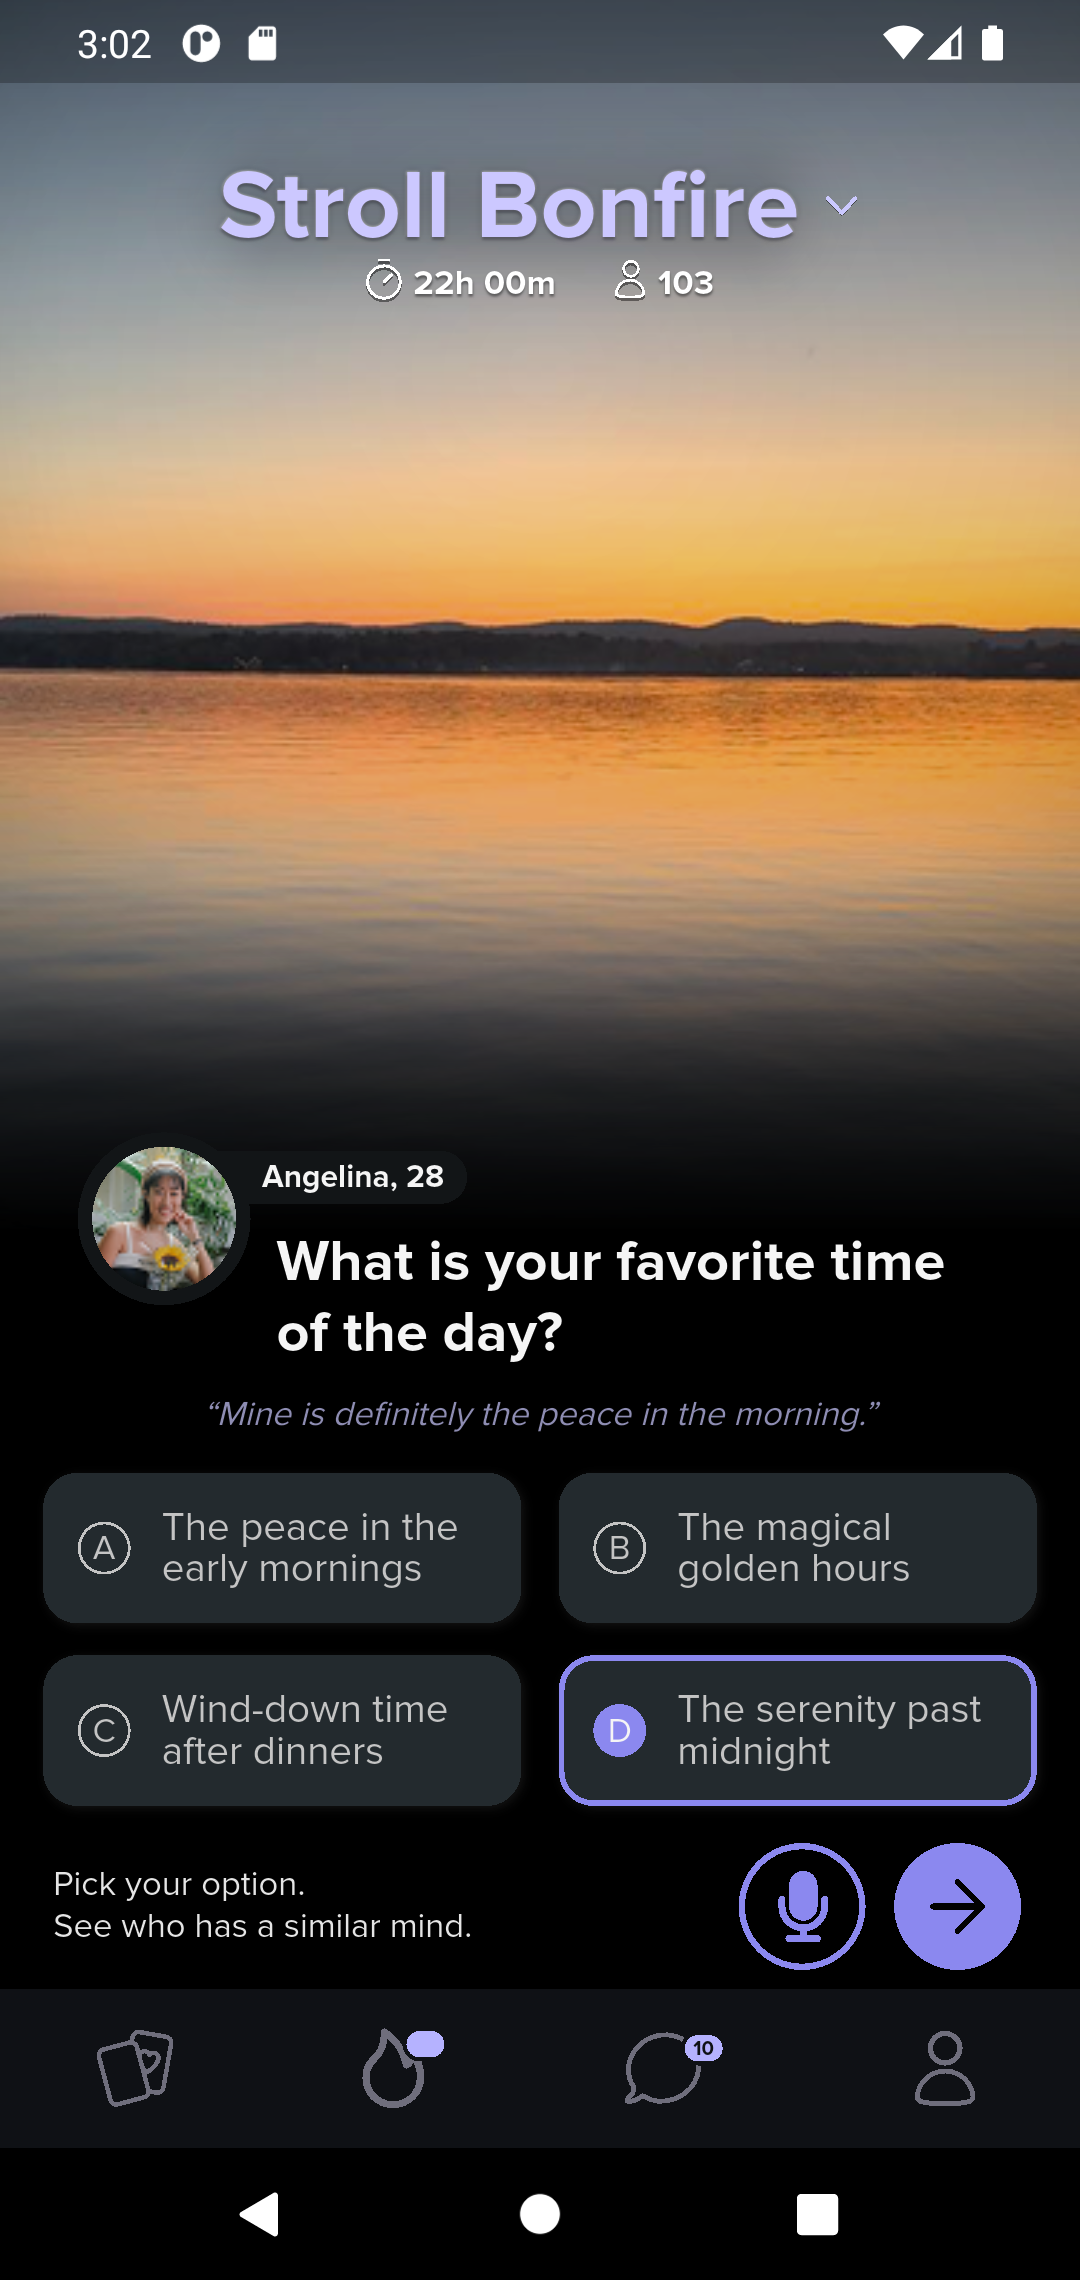 3:02
Stroll Bonfire
22h 00m 103
Angelina, 28
What is your favorite time
of the day?
“Mine is definitely the peace in the morning.”
A The peace in the
early mornings
B The magical
golden hours
C Wind-down time
after dinners
D The serenity past
midnight
Pick your option.
See who has a similar mind.
10